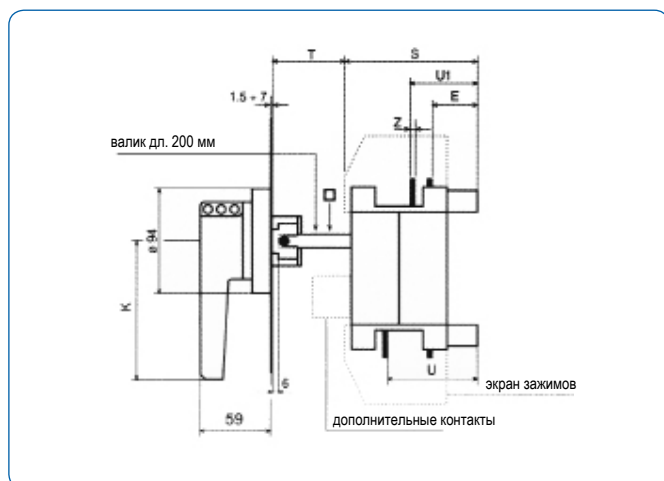 T
S
U1
1.5 ÷ 7
E
Z
валик дл. 200 мм
ø 94
K
6
U
экран зажимов
59
дополнительные контакты